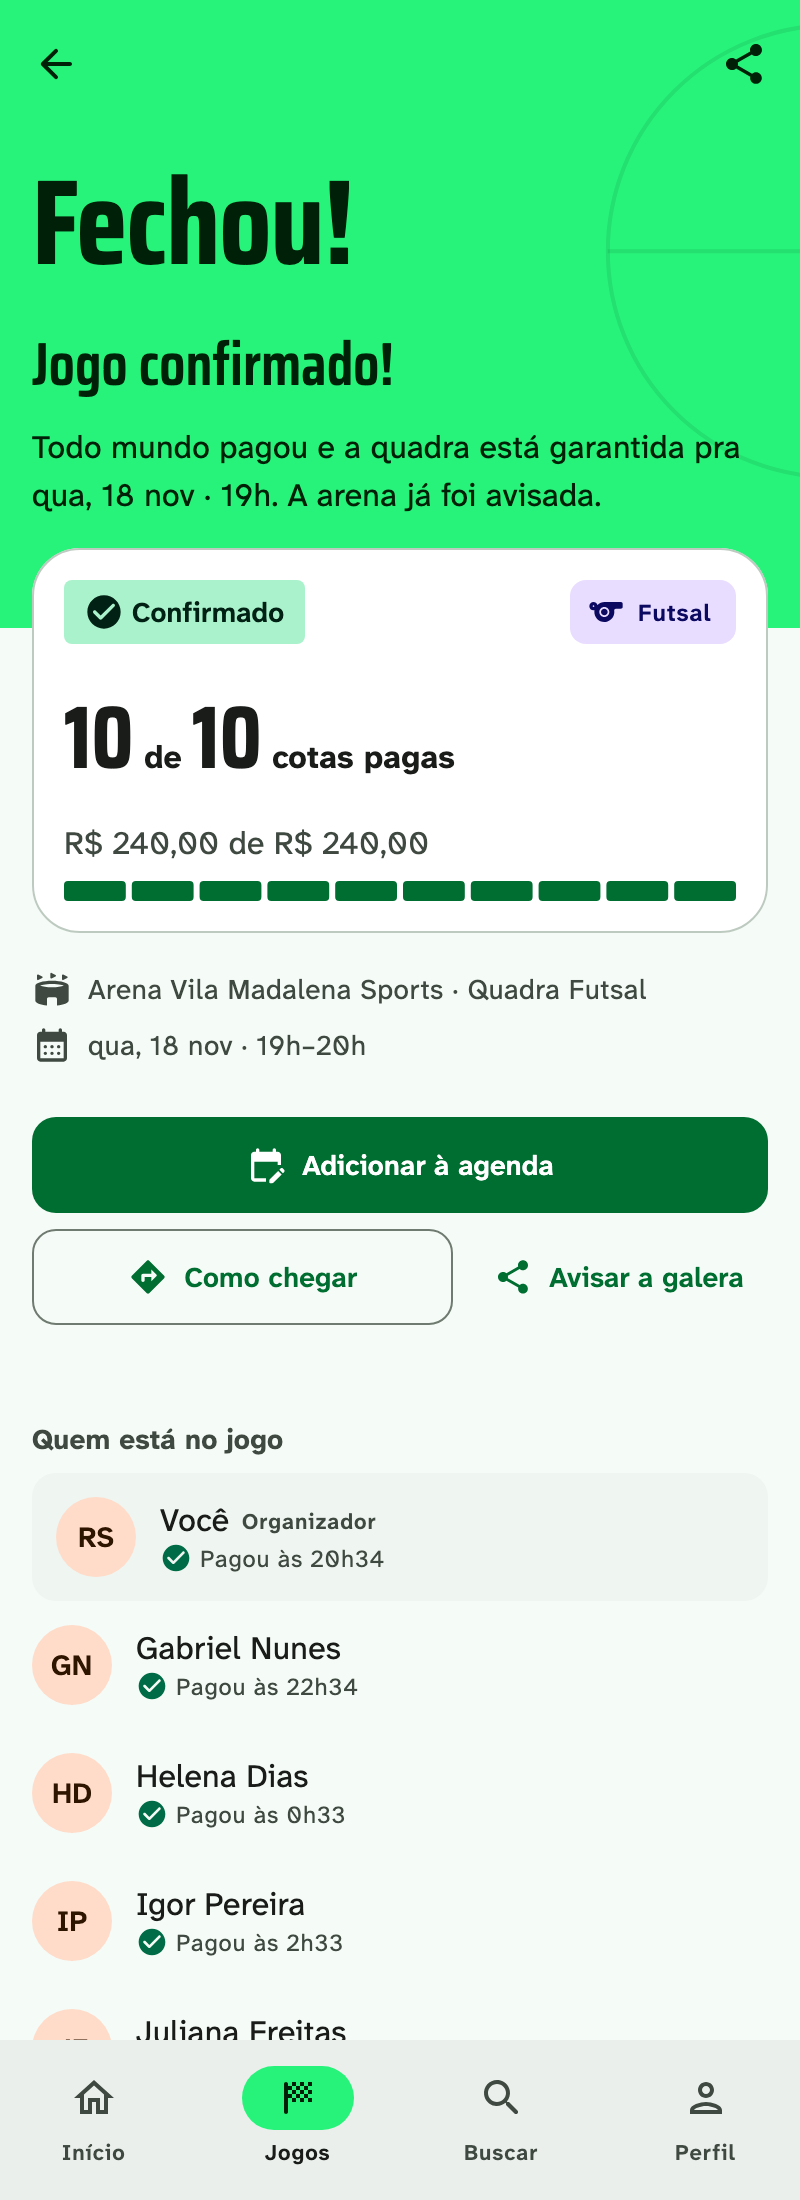 Fechou!
Jogo confirmado!
Todo mundo pagou e a quadra está garantida pra
qua, 18 nov · 19h. A arena já foi avisada.
Confirmado
Futsal
10 de 10 cotas pagas
R$ 240,00 de R$ 240,00
Arena Vila Madalena Sports · Quadra Futsal
qua, 18 nov · 19h–20h
Adicionar à agenda
Como chegar
Avisar a galera
Quem está no jogo
RS
Você Organizador
Pagou às 20h34
GN
Gabriel Nunes
Pagou às 22h34
HD
Helena Dias
Pagou às 0h33
IP
Igor Pereira
Pagou às 2h33
Juliana Freitas
Início
Jogos
Buscar
Perfil